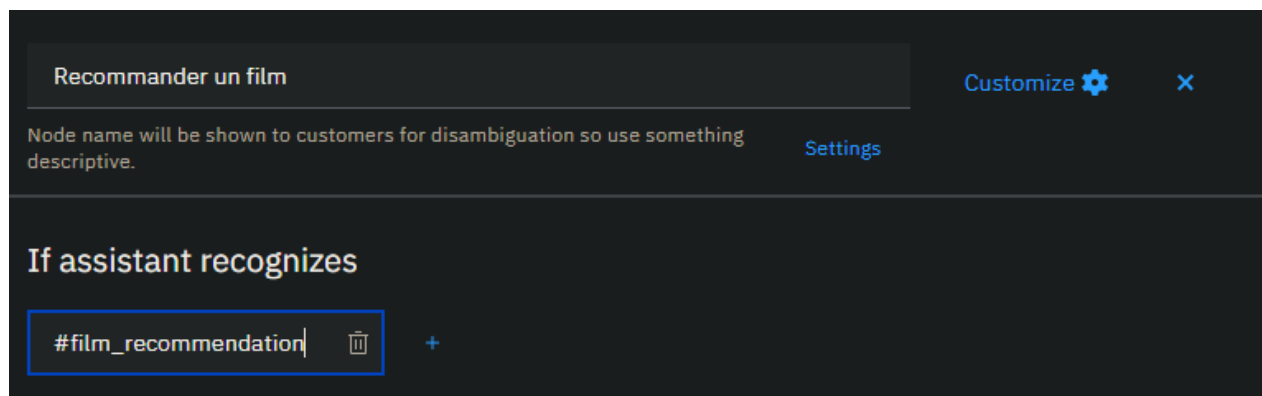 Recommander un film
Customize
Node name will be shown to customers for disambiguation so use something
descriptive.
Settings
If assistant recognizes
#film_recommendation